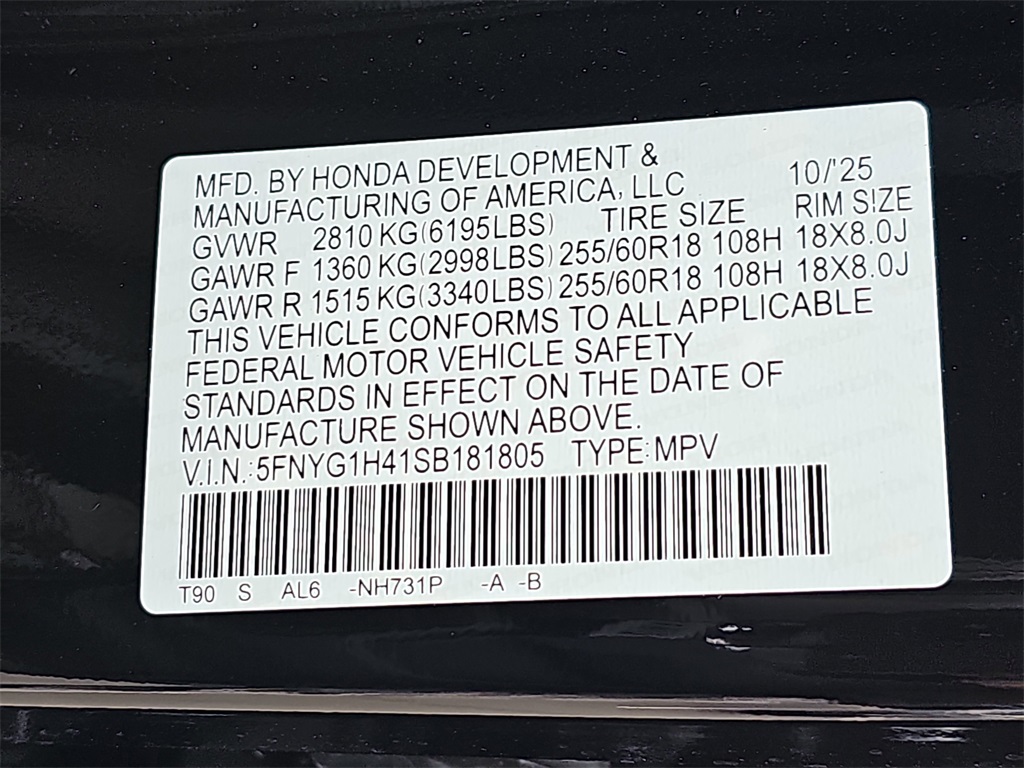 MFD. BY HONDA DEVELOPMENT &
MANUFACTURING OF AMERICA, LLC 10/'25
GVWR 2810 KG(6195LBS) TIRE SIZE RIM SIZE
GAWR F 1360 KG(2998LBS) 255/60R18 108H 18X8.0J
GAWR R 1515 KG(3340LBS) 255/60R18 108H 18X8.0J
THIS VEHICLE CONFORMS TO ALL APPLICABLE
FEDERAL MOTOR VEHICLE SAFETY
STANDARDS IN EFFECT ON THE DATE OF
MANUFACTURE SHOWN ABOVE.
V.I.N.:5FNYG1H41SB181805 TYPE:MPV
T90 S AL6 -NH731P -A -B